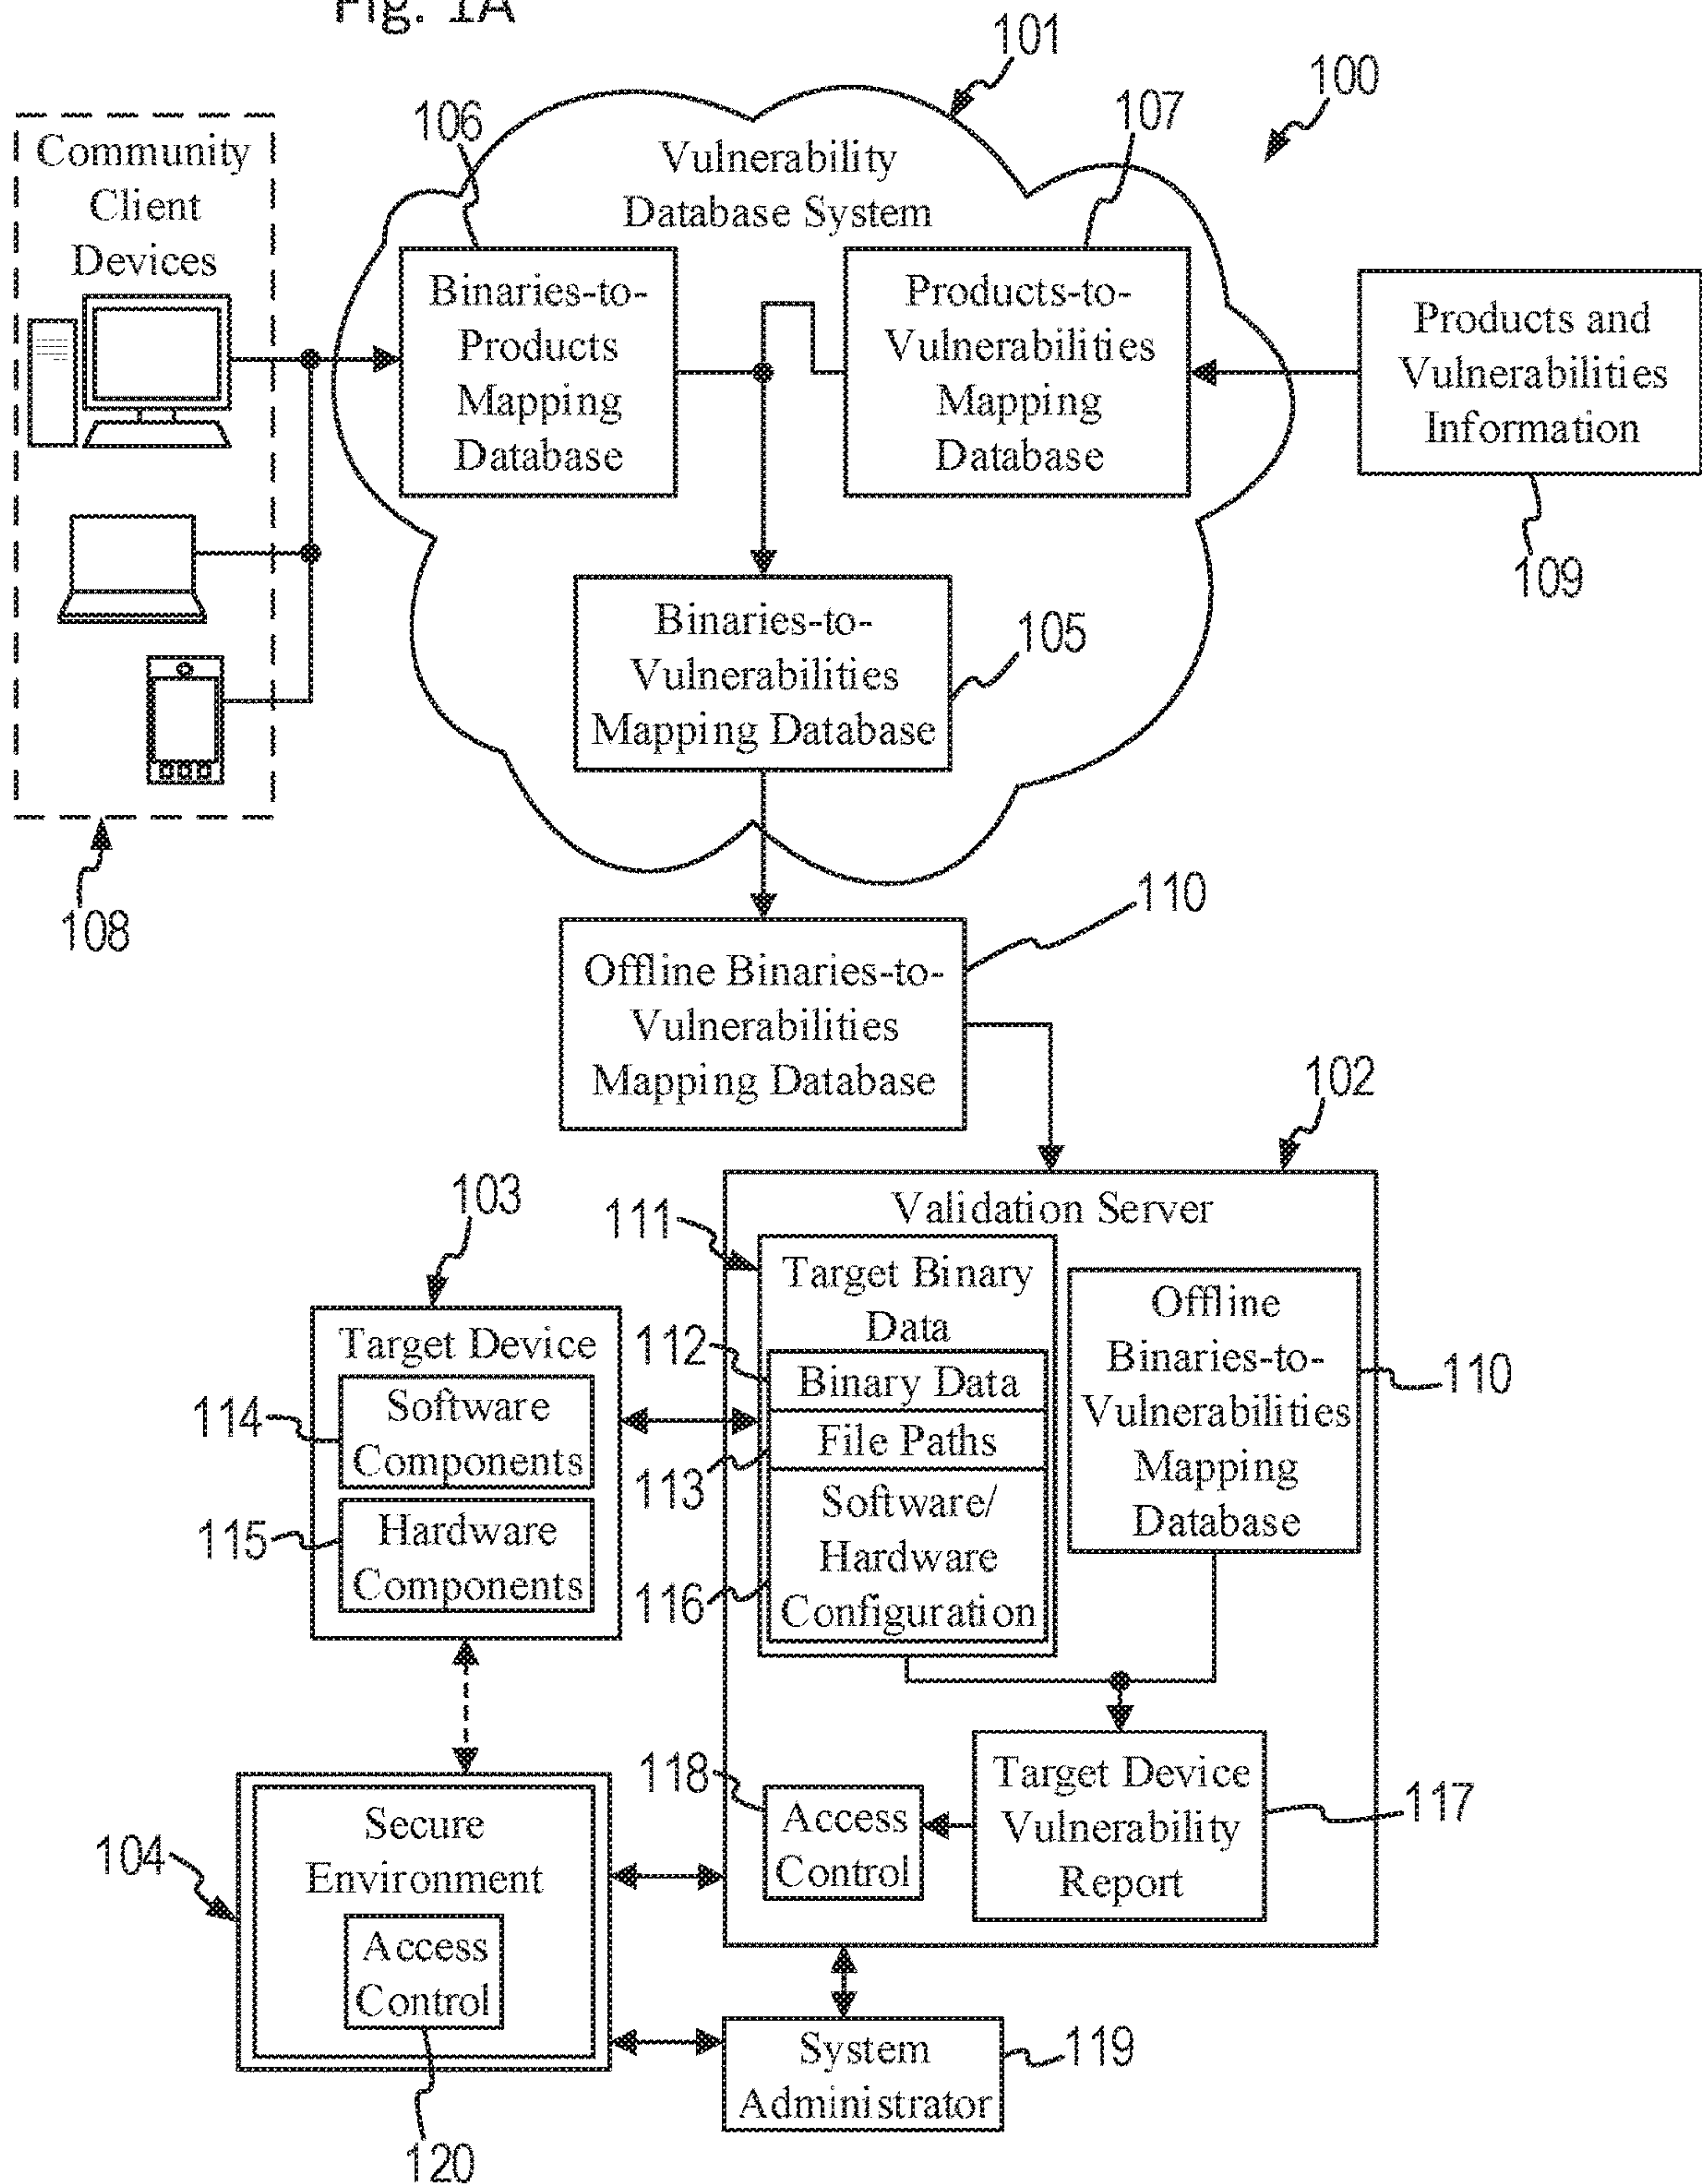 Fig. 1A
101
100
106
107
Community
Client
Devices
Vulnerability
Database System
Binaries-to-
Products
Mapping
Database
Products-to-
Vulnerabilities
Mapping
Database
Products and
Vulnerabilities
Information
109
Binaries-to-
Vulnerabilities
Mapping Database
105
108
110
Offline Binaries-to-
Vulnerabilities
Mapping Database
102
103
111
Validation Server
Target Binary
Data
112
Binary Data
File Paths
113
Software/
Hardware
Configuration
116
Offline
Binaries-to-
Vulnerabilities
Mapping
Database
110
Target Device
Software
Components
114
Hardware
Components
115
118
Access
Control
Target Device
Vulnerability
Report
117
Secure
Environment
104
Access
Control
120
System
Administrator
119